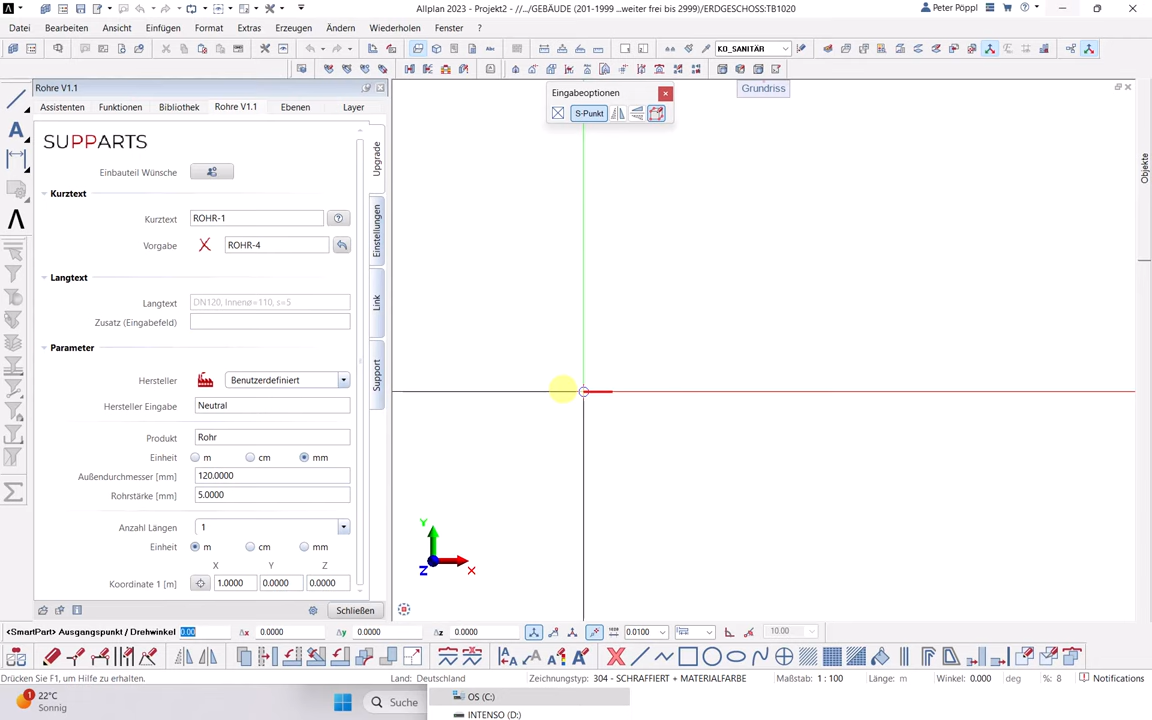 Allplan 2023 - Projekt2 - //.../GEBÄUDE (201-1999 ...weiter frei bis 2999)/ERDGESCHOSS:TB1020
Peter Pöppl
Datei Bearbeiten Ansicht Einfügen Format Extras Erzeugen Ändern Wiederholen Fenster ?
KO_SANITÄR
Rohre V1.1
Eingabeoptionen
Grundriss
Assistenten Funktionen Bibliothek Rohre V1.1 Ebenen Layer
S-Punkt
SUPPARTS
Upgrade
Objekte
Einbauteil Wünsche
Kurztext
Kurztext ROHR-1
Einstellungen
Vorgabe ROHR-4
Langtext
Langtext DN120, Innenø=110, s=5
Link
Zusatz (Eingabefeld)
Parameter
Hersteller Benutzerdefiniert
Support
Hersteller Eingabe Neutral
Produkt Rohr
Einheit m cm mm
Außendurchmesser [mm] 120.0000
Rohrstärke [mm] 5.0000
Anzahl Längen 1
Einheit m cm mm
X Y Z
Koordinate 1 [m] 1.0000 0.0000 0.0000
Y
Z
X
Schließen
<SmartPart> Ausgangspunkt / Drehwinkel 0.00 Δx 0.0000 Δy 0.0000 Δz 0.0000 0.0100 10.00
Drücken Sie F1, um Hilfe zu erhalten. Land: Deutschland Zeichnungstyp: 304 - SCHRAFFIERT + MATERIALFARBE Maßstab: 1 : 100 Länge: m Winkel: 0.000 deg %: 8 Notifications
22°C
Sonnig
Suche
OS (C:)
INTENSO (D:)